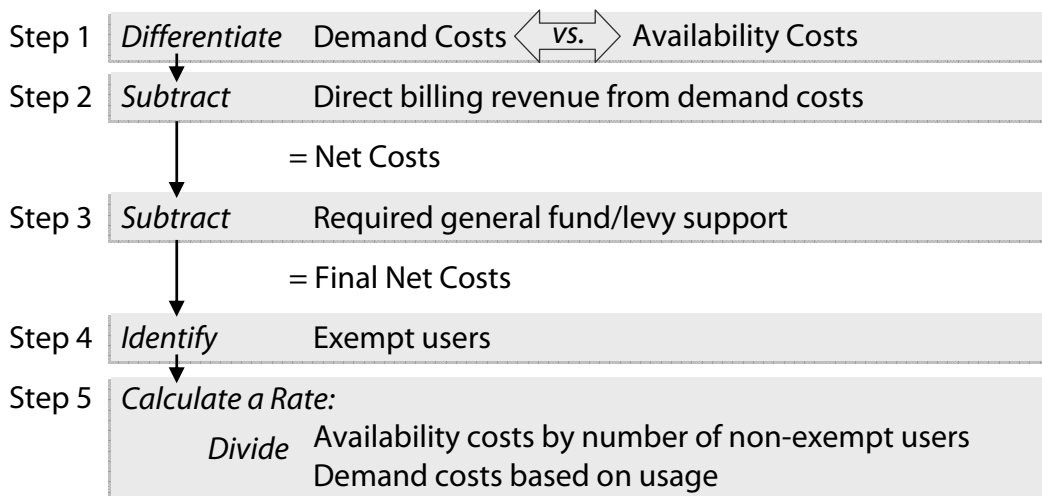 Step 1 Differentiate Demand Costs vs. Availability Costs
Step 2 Subtract Direct billing revenue from demand costs
= Net Costs
Step 3 Subtract Required general fund/levy support
= Final Net Costs
Step 4 Identify Exempt users
Step 5 Calculate a Rate:
Divide Availability costs by number of non-exempt users
Demand costs based on usage